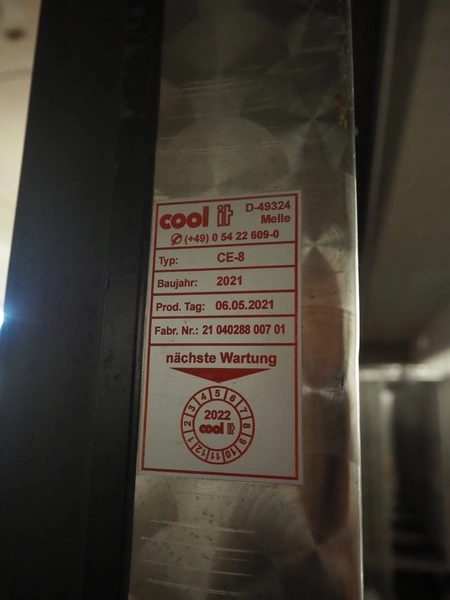 cool it D-49324
Melle
(+49) 0 54 22 609-0
Typ: CE-8
Baujahr: 2021
Prod. Tag: 06.05.2021
Fabr. Nr.: 21 040288 007 01
nächste Wartung
1 2 3 4 5 6 7 8 9 10 11 12
2022
cool it